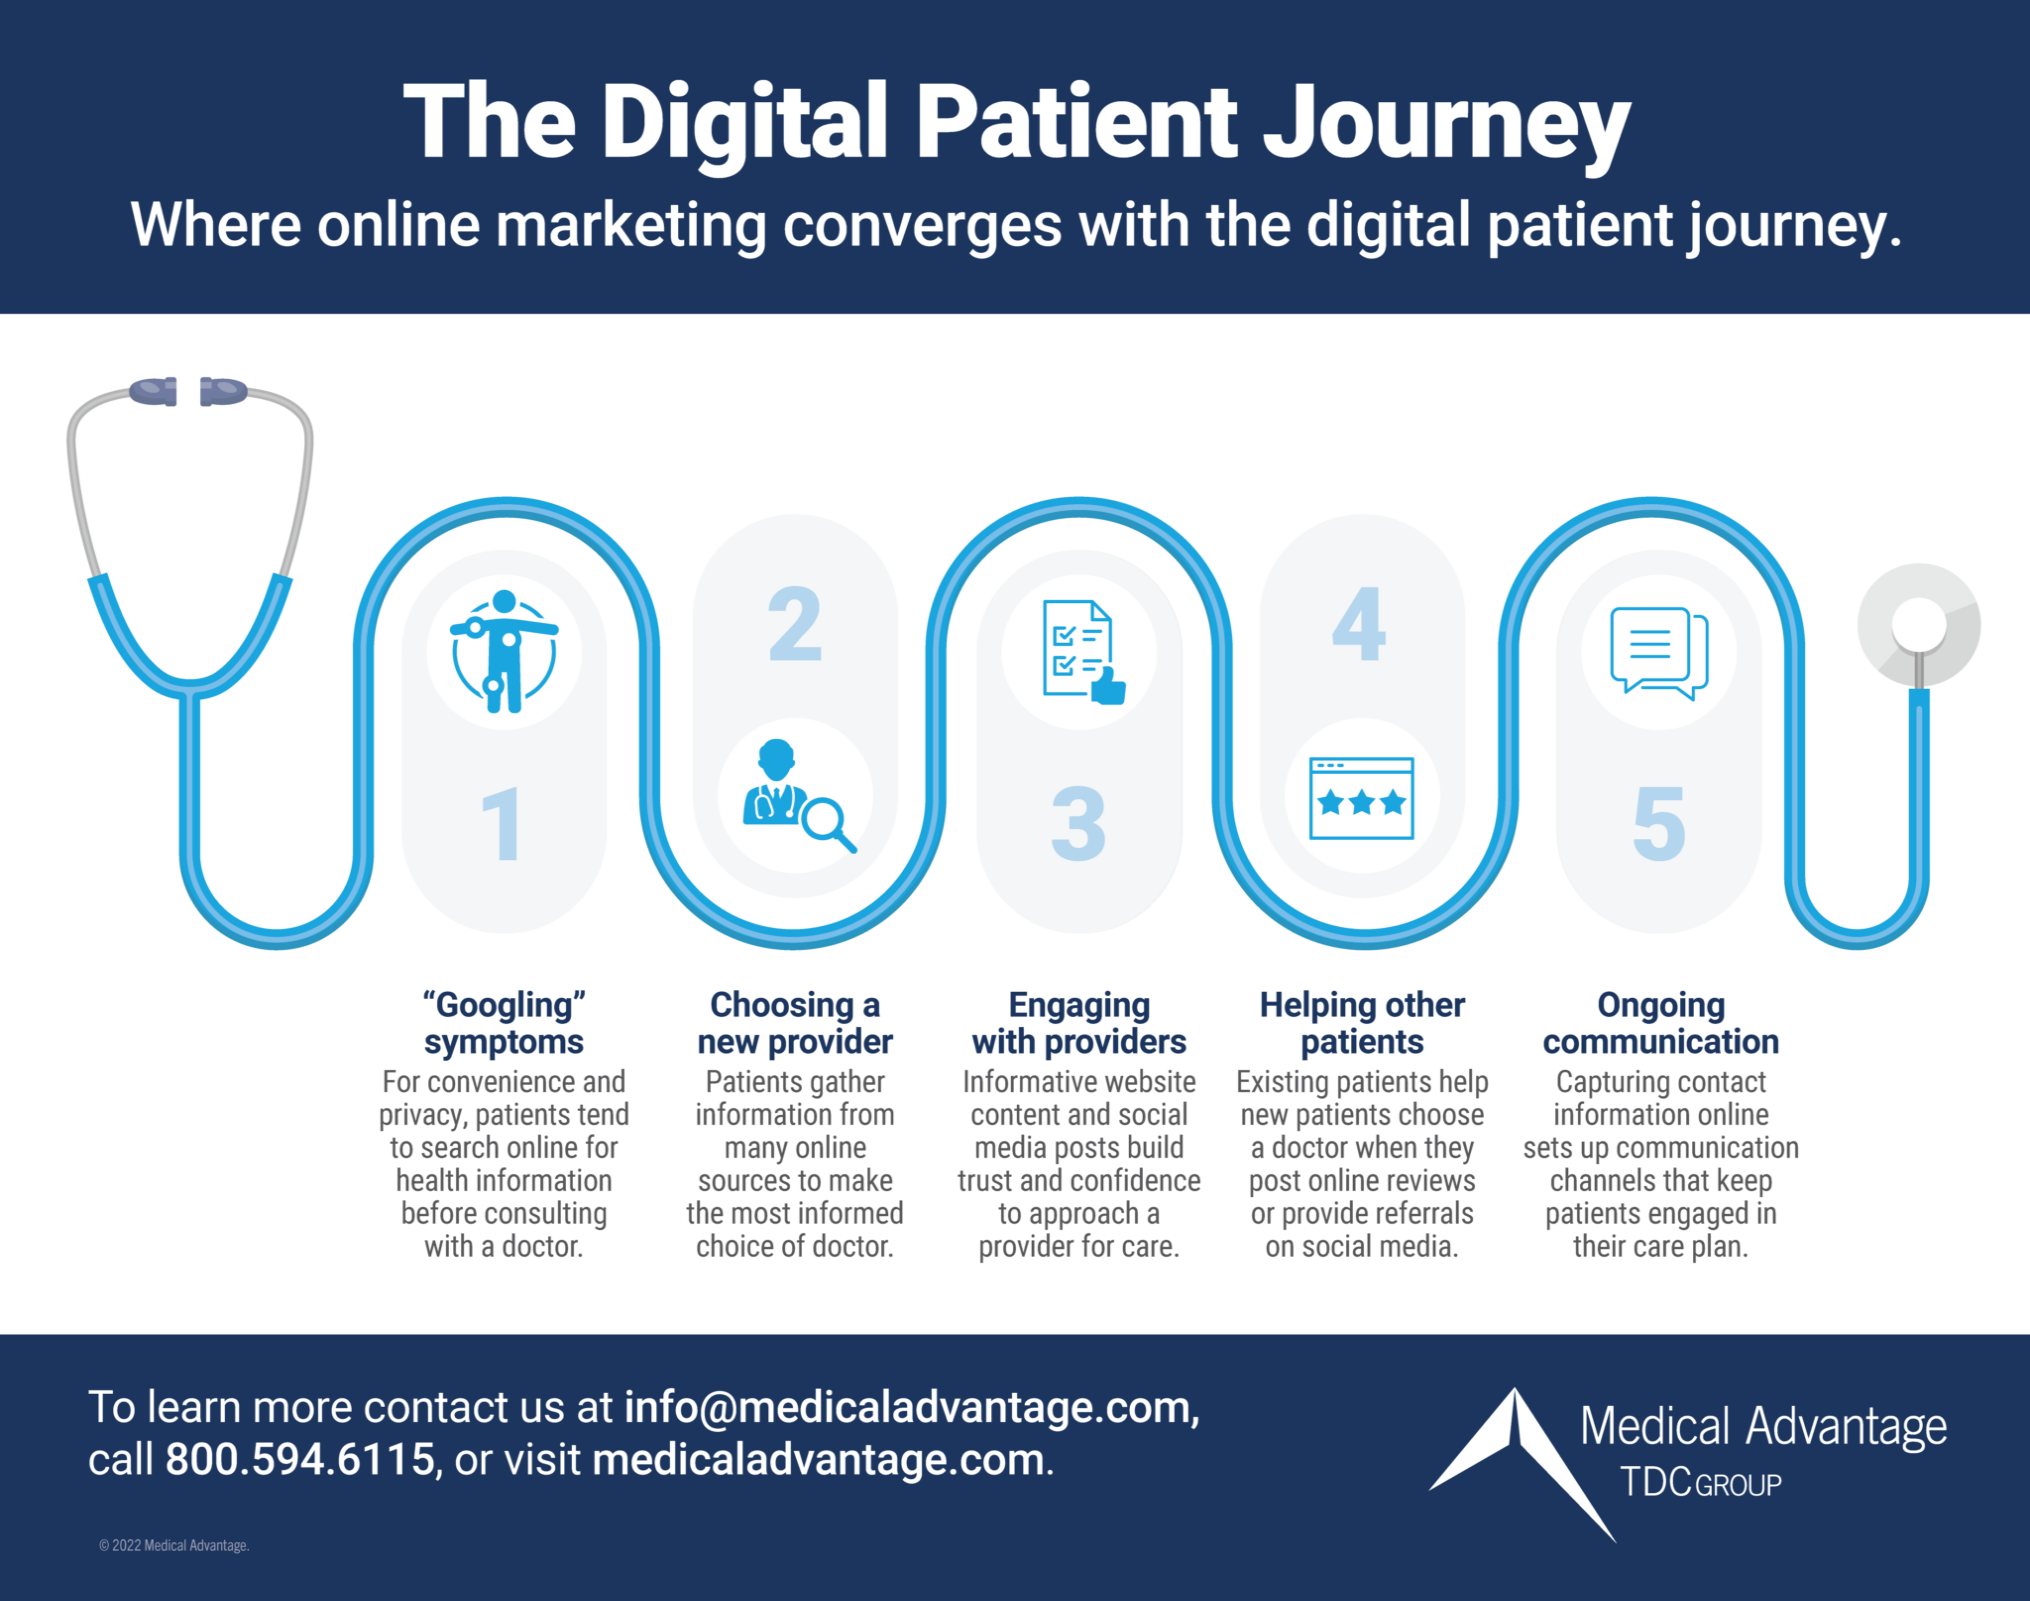 The Digital Patient Journey
Where online marketing converges with the digital patient journey.
1
2
3
4
5
“Googling”
symptoms
For convenience and
privacy, patients tend
to search online for
health information
before consulting
with a doctor.
Choosing a
new provider
Patients gather
information from
many online
sources to make
the most informed
choice of doctor.
Engaging
with providers
Informative website
content and social
media posts build
trust and confidence
to approach a
provider for care.
Helping other
patients
Existing patients help
new patients choose
a doctor when they
post online reviews
or provide referrals
on social media.
Ongoing
communication
Capturing contact
information online
sets up communication
channels that keep
patients engaged in
their care plan.
To learn more contact us at info@medicaladvantage.com,
call 800.594.6115, or visit medicaladvantage.com.
Medical Advantage
TDCGROUP
© 2022 Medical Advantage.